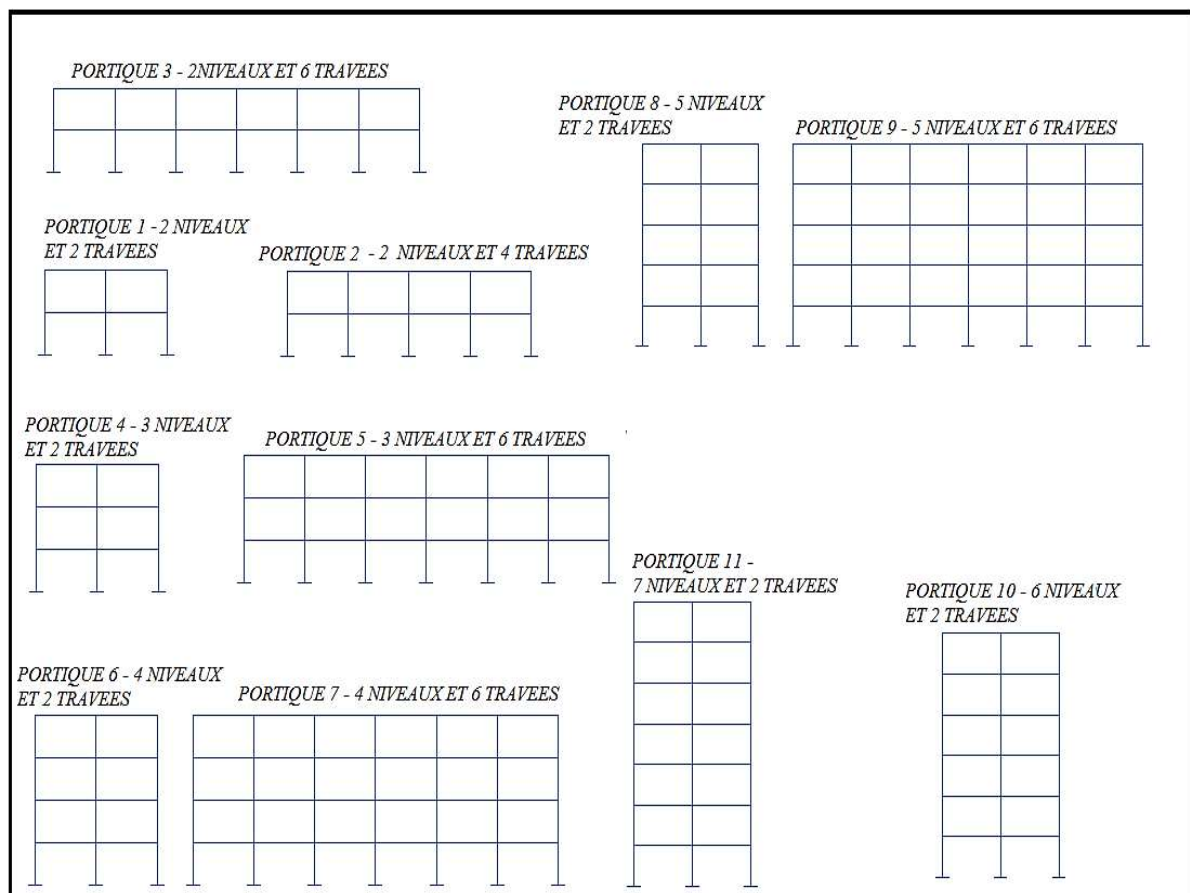 PORTIQUE 3 - 2NIVEAUX ET 6 TRAVEES
PORTIQUE 8 - 5 NIVEAUX
ET 2 TRAVEES
PORTIQUE 9 - 5 NIVEAUX ET 6 TRAVEES
PORTIQUE 1 - 2 NIVEAUX
ET 2 TRAVEES
PORTIQUE 2 - 2 NIVEAUX ET 4 TRAVEES
PORTIQUE 4 - 3 NIVEAUX
ET 2 TRAVEES
PORTIQUE 5 - 3 NIVEAUX ET 6 TRAVEES
PORTIQUE 11 -
7 NIVEAUX ET 2 TRAVEES
PORTIQUE 10 - 6 NIVEAUX
ET 2 TRAVEES
PORTIQUE 6 - 4 NIVEAUX
ET 2 TRAVEES
PORTIQUE 7 - 4 NIVEAUX ET 6 TRAVEES